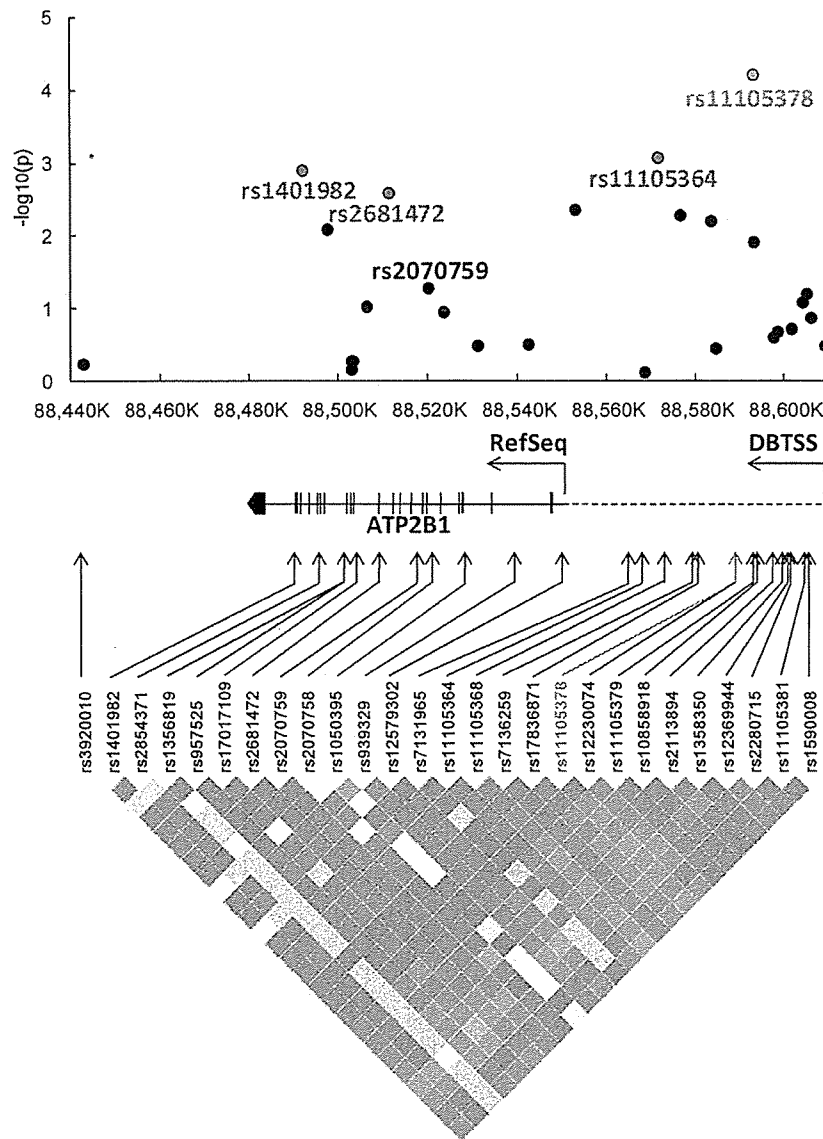 5
4
3
2
1
0
-log10(p)
rs11105378
rs1401982
rs2681472
rs11105364
rs2070759
88,440K 88,460K 88,480K 88,500K 88,520K 88,540K 88,560K 88,580K 88,600K
RefSeq
DBTSS
ATP2B1
rs3920010
rs1401982
rs2854371
rs1356819
rs957525
rs17017109
rs2681472
rs2070759
rs2070758
rs1050395
rs939329
rs12579302
rs7131965
rs11105364
rs11105368
rs7136259
rs17836871
rs11105378
rs12230074
rs11105379
rs10858918
rs2113894
rs1358350
rs12369944
rs2280715
rs11105381
rs1590008